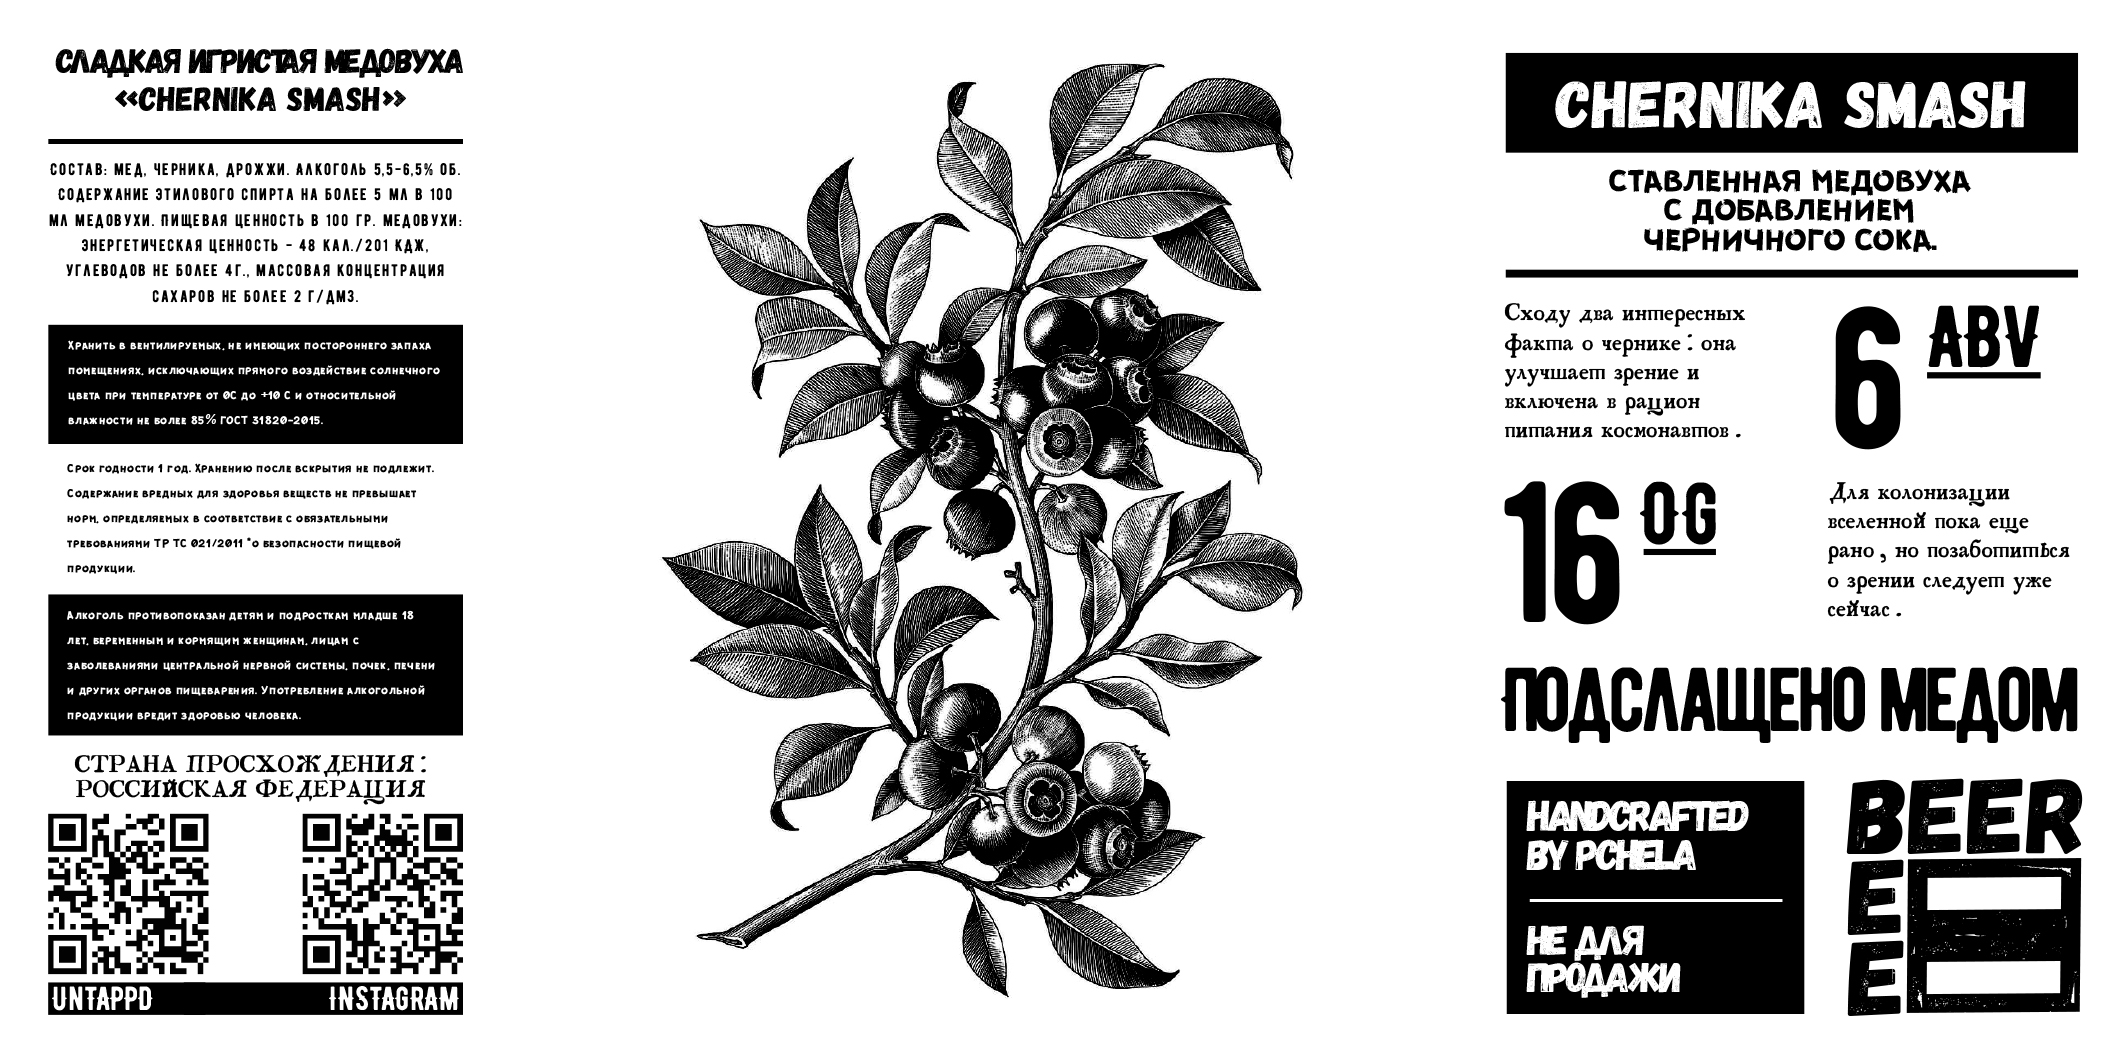 СЛАДКАЯ ИГРИСТАЯ МЕДОВУХА
«CHERNIKA SMASH»
СОСТАВ: МЕД, ЧЕРНИКА, ДРОЖЖИ. АЛКОГОЛЬ 5,5-6,5% ОБ.
СОДЕРЖАНИЕ ЭТИЛОВОГО СПИРТА НА БОЛЕЕ 5 МЛ В 100
МЛ МЕДОВУХИ. ПИЩЕВАЯ ЦЕННОСТЬ В 100 ГР. МЕДОВУХИ:
ЭНЕРГЕТИЧЕСКАЯ ЦЕННОСТЬ - 48 КАЛ./201 КДЖ,
УГЛЕВОДОВ НЕ БОЛЕЕ 4Г., МАССОВАЯ КОНЦЕНТРАЦИЯ
САХАРОВ НЕ БОЛЕЕ 2 Г/ДМ3.
Хранить в вентилируемых, не имеющих постороннего запаха
помещениях, исключающих прямого воздействие солнечного
цвета при температуре от 0С до +10 С и относительной
влажности не более 85% ГОСТ 31820-2015.
Срок годности 1 год. Хранению после вскрытия не подлежит.
Содержание вредных для здоровья веществ не превышает
норм, определяемых в соответствие с обязательными
требованиями ТР ТС 021/2011 "о безопасности пищевой
продукции.
Алкоголь противопоказан детям и подросткам младше 18
лет, беременным и кормящим женщинам, лицам с
заболеваниями центральной нервной системы, почек, печени
и других органов пищеварения. Употребление алкогольной
продукции вредит здоровью человека.
СТРАНА ПРОСХОЖДЕНИЯ:
РОССИЙСКАЯ ФЕДЕРАЦИЯ
UNTAPPD INSTAGRAM
CHERNIKA SMASH
СТАВЛЕННАЯ МЕДОВУХА
С ДОБАВЛЕНИЕМ
ЧЕРНИЧНОГО СОКА.
Сходу два интересных
факта о чернике: она
улучшает зрение и
включена в рацион
питания космонавтов.
6 ABV
16 OG
Для колонизации
вселенной пока еще
рано, но позаботиться
о зрении следует уже
сейчас.
ПОДСЛАЩЕНО МЕДОМ
HANDCRAFTED
BY PCHELA
НЕ ДЛЯ
ПРОДАЖИ
BEER
E
E